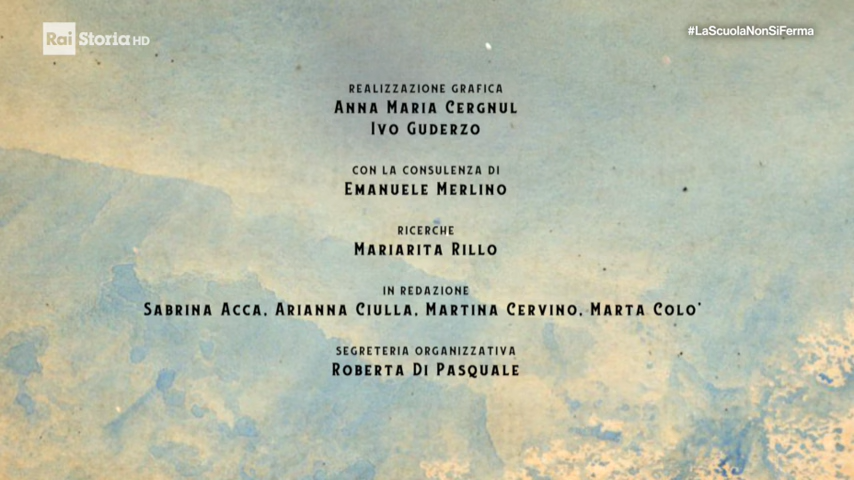 Rai Storia HD
#LaScuolaNonSiFerma
REALIZZAZIONE GRAFICA
ANNA MARIA CERGNUL
IVO GUDERZO
CON LA CONSULENZA DI
EMANUELE MERLINO
RICERCHE
MARIARITA RILLO
IN REDAZIONE
SABRINA ACCA, ARIANNA CIULLA, MARTINA CERVINO, MARTA COLO'
SEGRETERIA ORGANIZZATIVA
ROBERTA DI PASQUALE